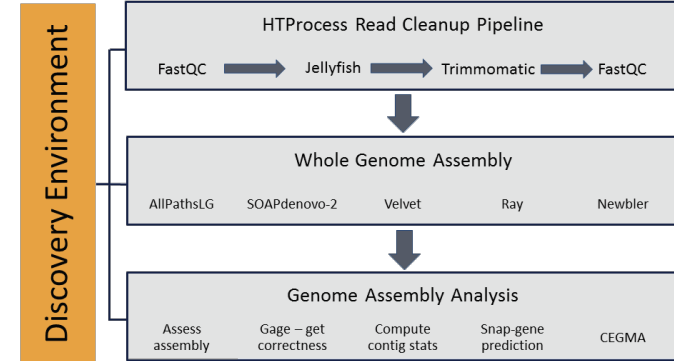 Discovery Environment
HTProcess Read Cleanup Pipeline
FastQC Jellyfish Trimmomatic FastQC
Whole Genome Assembly
AllPathsLG SOAPdenovo-2 Velvet Ray Newbler
Genome Assembly Analysis
Assess assembly
Gage – get correctness
Compute contig stats
Snap-gene prediction
CEGMA